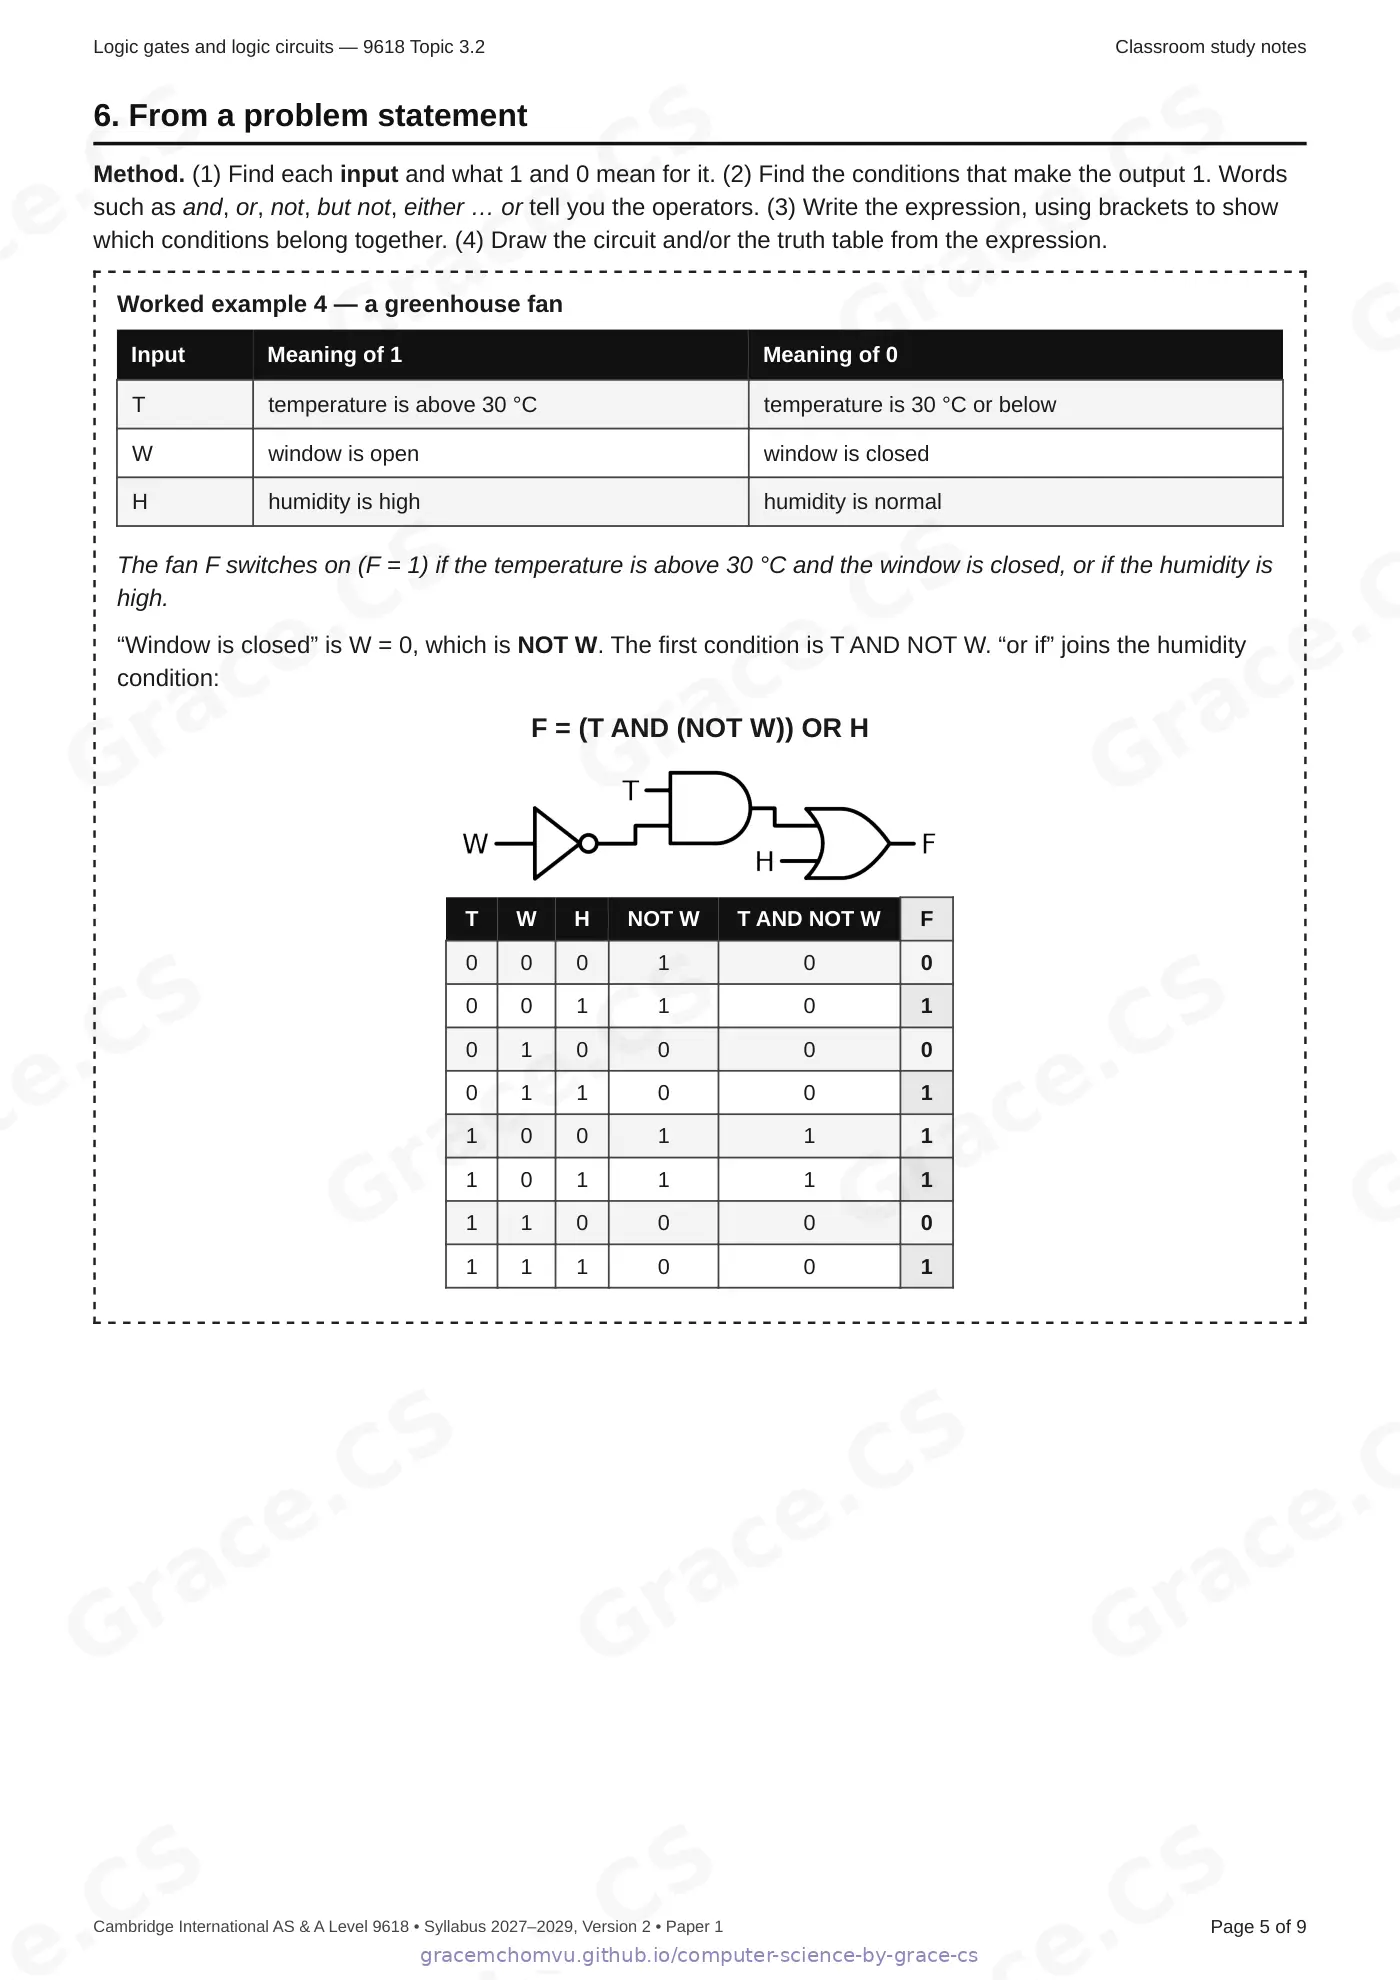 Logic gates and logic circuits — 9618 Topic 3.2
Classroom study notes
6. From a problem statement
Method. (1) Find each input and what 1 and 0 mean for it. (2) Find the conditions that make the output 1. Words
such as and, or, not, but not, either … or tell you the operators. (3) Write the expression, using brackets to show
which conditions belong together. (4) Draw the circuit and/or the truth table from the expression.
Worked example 4 — a greenhouse fan
Input Meaning of 1 Meaning of 0
T temperature is above 30 °C temperature is 30 °C or below
W window is open window is closed
H humidity is high humidity is normal
The fan F switches on (F = 1) if the temperature is above 30 °C and the window is closed, or if the humidity is
high.
“Window is closed” is W = 0, which is NOT W. The first condition is T AND NOT W. “or if” joins the humidity
condition:
F = (T AND (NOT W)) OR H
T
W
H
F
T W H NOT W T AND NOT W F
0 0 0 1 0 0
0 0 1 1 0 1
0 1 0 0 0 0
0 1 1 0 0 1
1 0 0 1 1 1
1 0 1 1 1 1
1 1 0 0 0 0
1 1 1 0 0 1
Cambridge International AS & A Level 9618 • Syllabus 2027–2029, Version 2 • Paper 1
Page 5 of 9
gracemchomvu.github.io/computer-science-by-grace-cs
Grace.CS